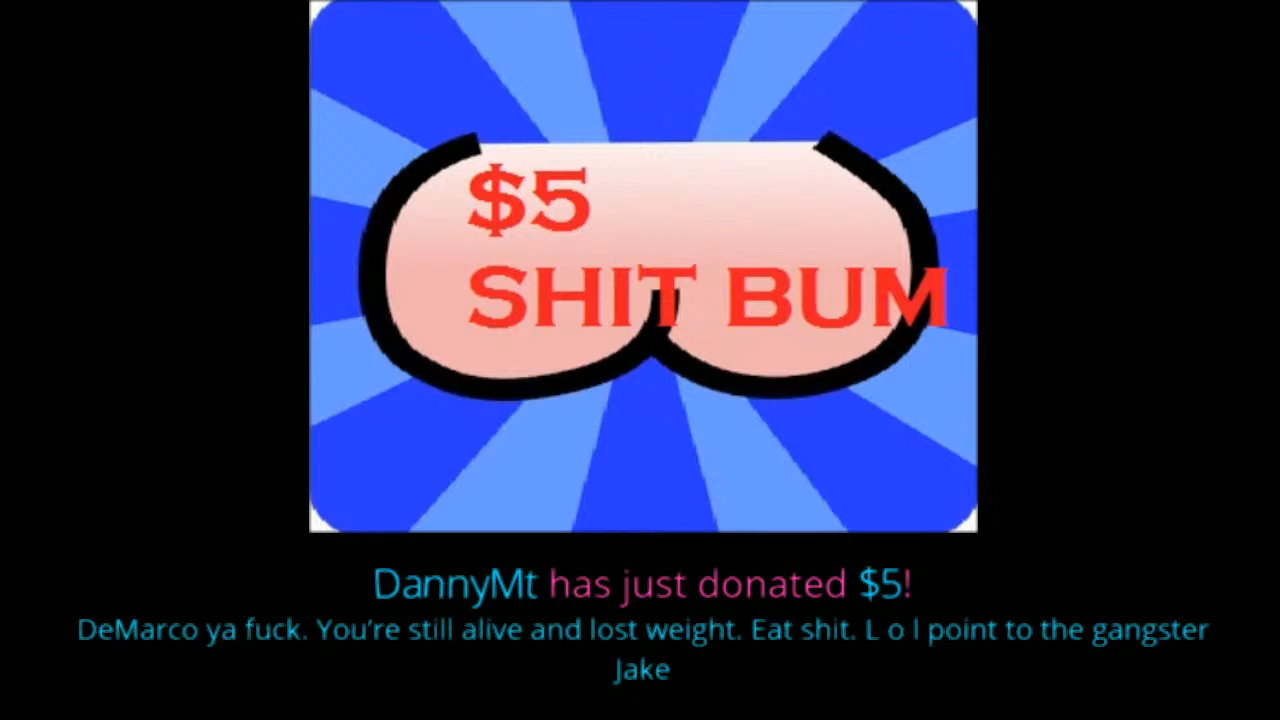 $5
SHIT BUM
DannyMt has just donated $5!
DeMarco ya fuck. You’re still alive and lost weight. Eat shit. L o l point to the gangster
Jake